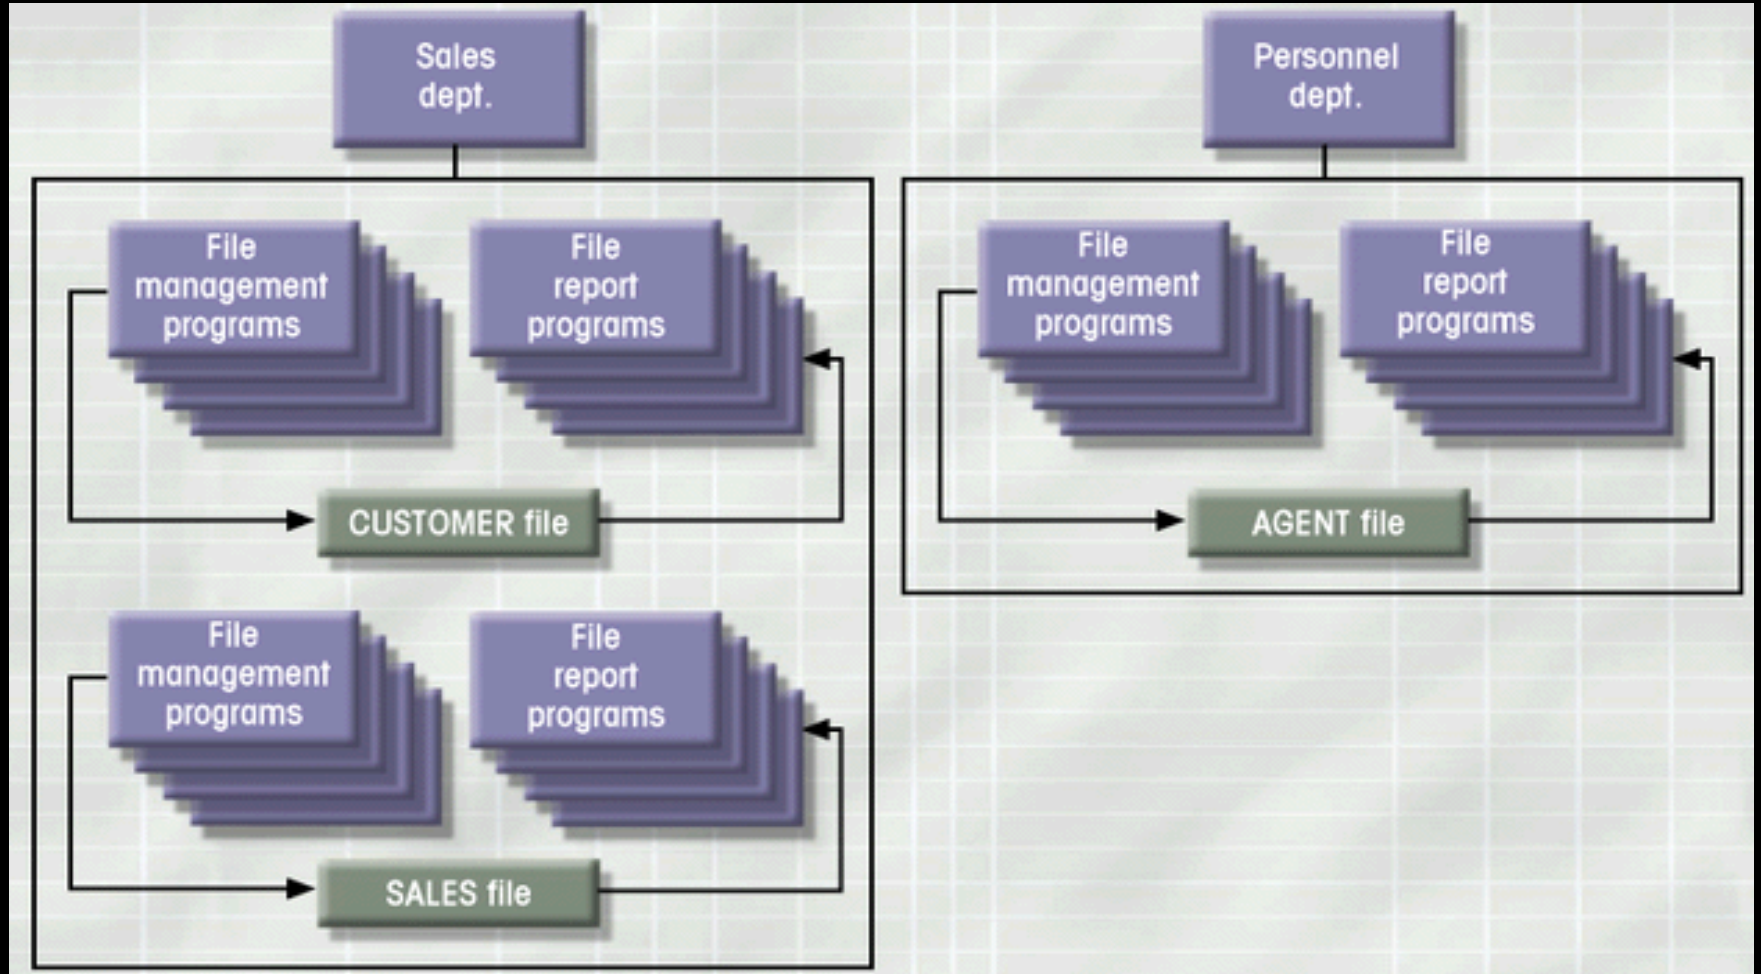 Sales
dept.
Personnel
dept.
File
management
programs
File
report
programs
CUSTOMER file
File
management
programs
File
report
programs
SALES file
File
management
programs
File
report
programs
AGENT file